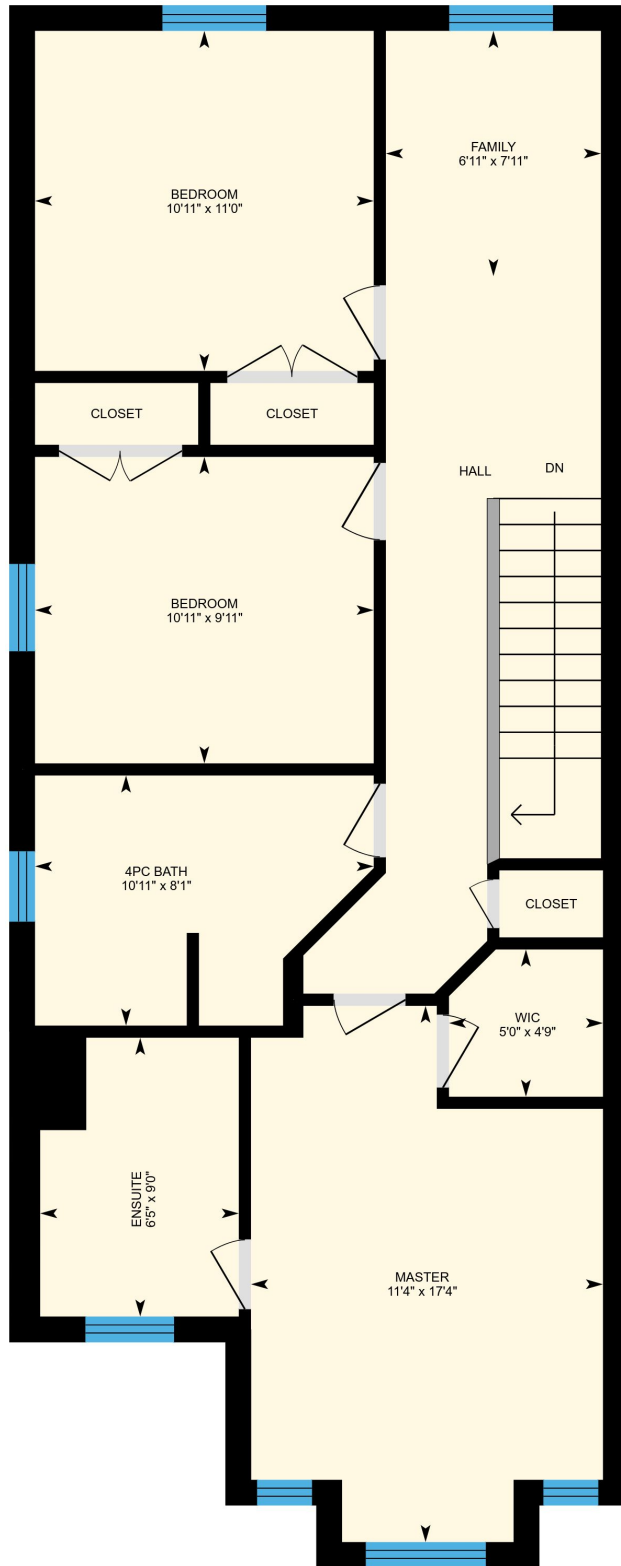 FAMILY
6'11" x 7'11"
BEDROOM
10'11" x 11'0"
CLOSET
CLOSET
HALL
DN
BEDROOM
10'11" x 9'11"
4PC BATH
10'11" x 8'1"
CLOSET
WIC
5'0" x 4'9"
ENSUITE
6'5" x 9'0"
MASTER
11'4" x 17'4"